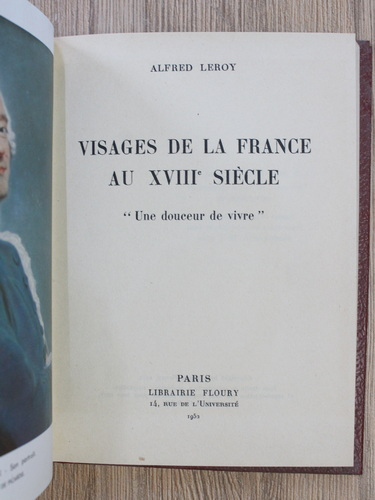 ALFRED LEROY
VISAGES DE LA FRANCE
AU XVIIIe SIÈCLE
"Une douceur de vivre"
PARIS
LIBRAIRIE FLOURY
14, RUE DE L'UNIVERSITÉ
1952